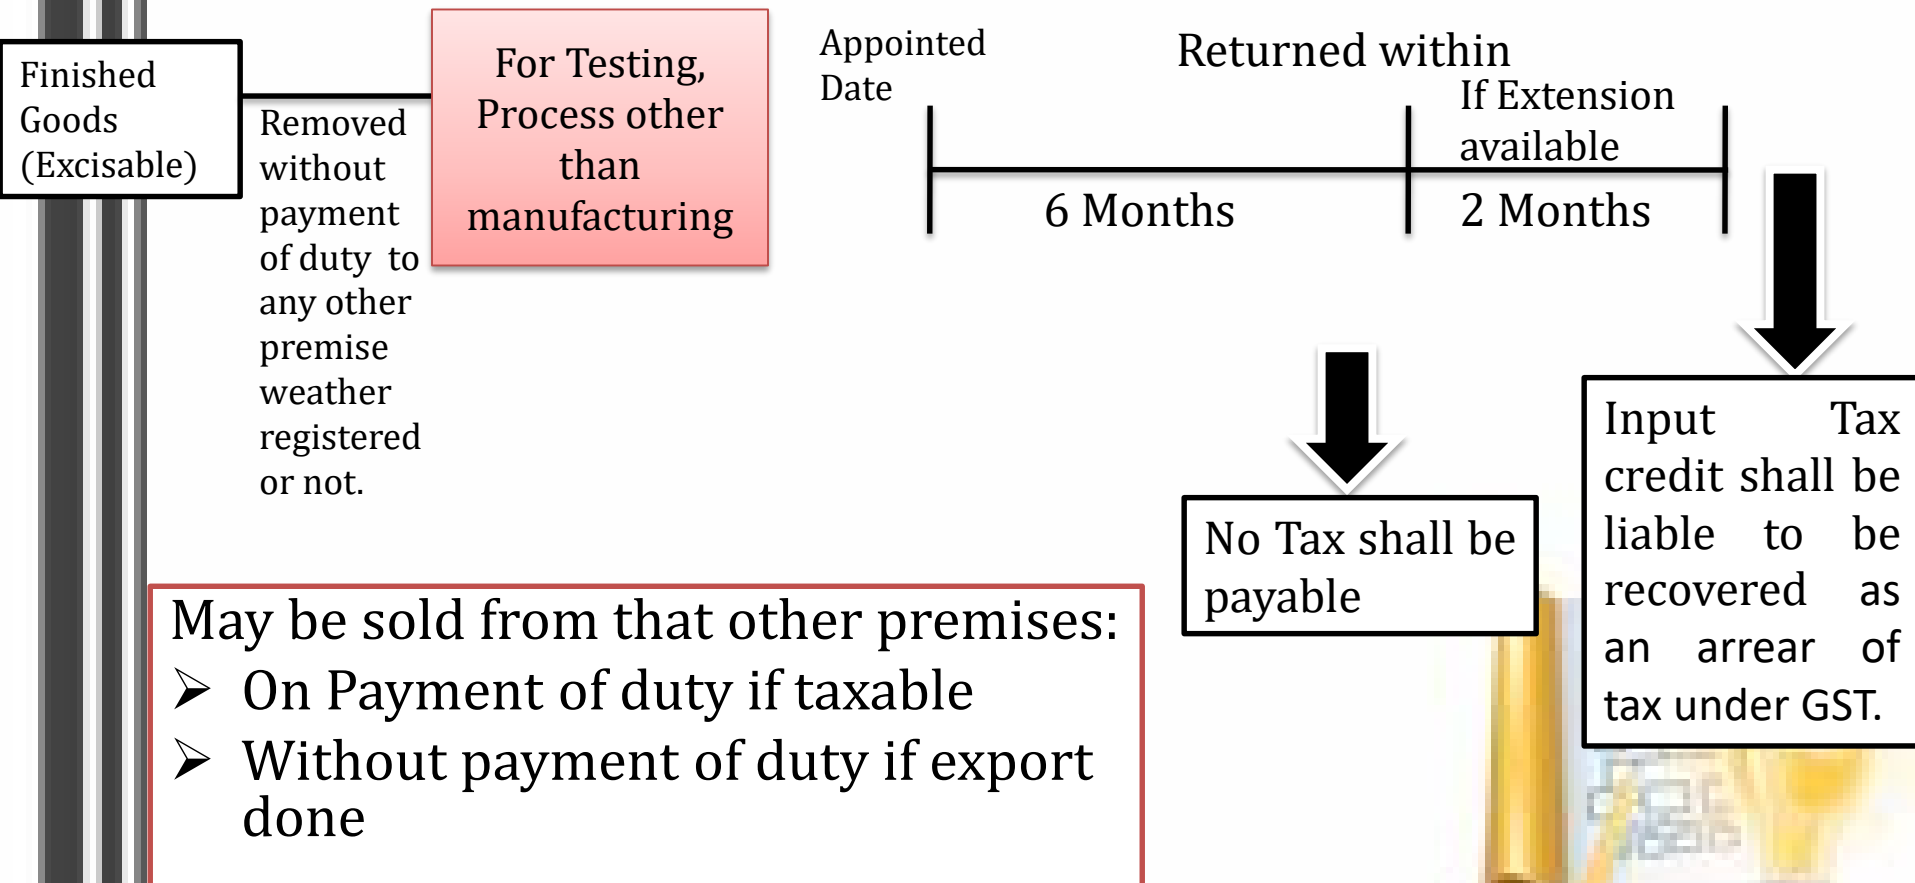 Finished
Goods
(Excisable)
Removed
without
payment
of duty to
any other
premise
weather
registered
or not.
For Testing,
Process other
than
manufacturing
Appointed
Date
Returned within
If Extension
available
6 Months
2 Months
No Tax shall be
payable
Input Tax
credit shall be
liable to be
recovered as
an arrear of
tax under GST.
May be sold from that other premises:
➢ On Payment of duty if taxable
➢ Without payment of duty if export
done